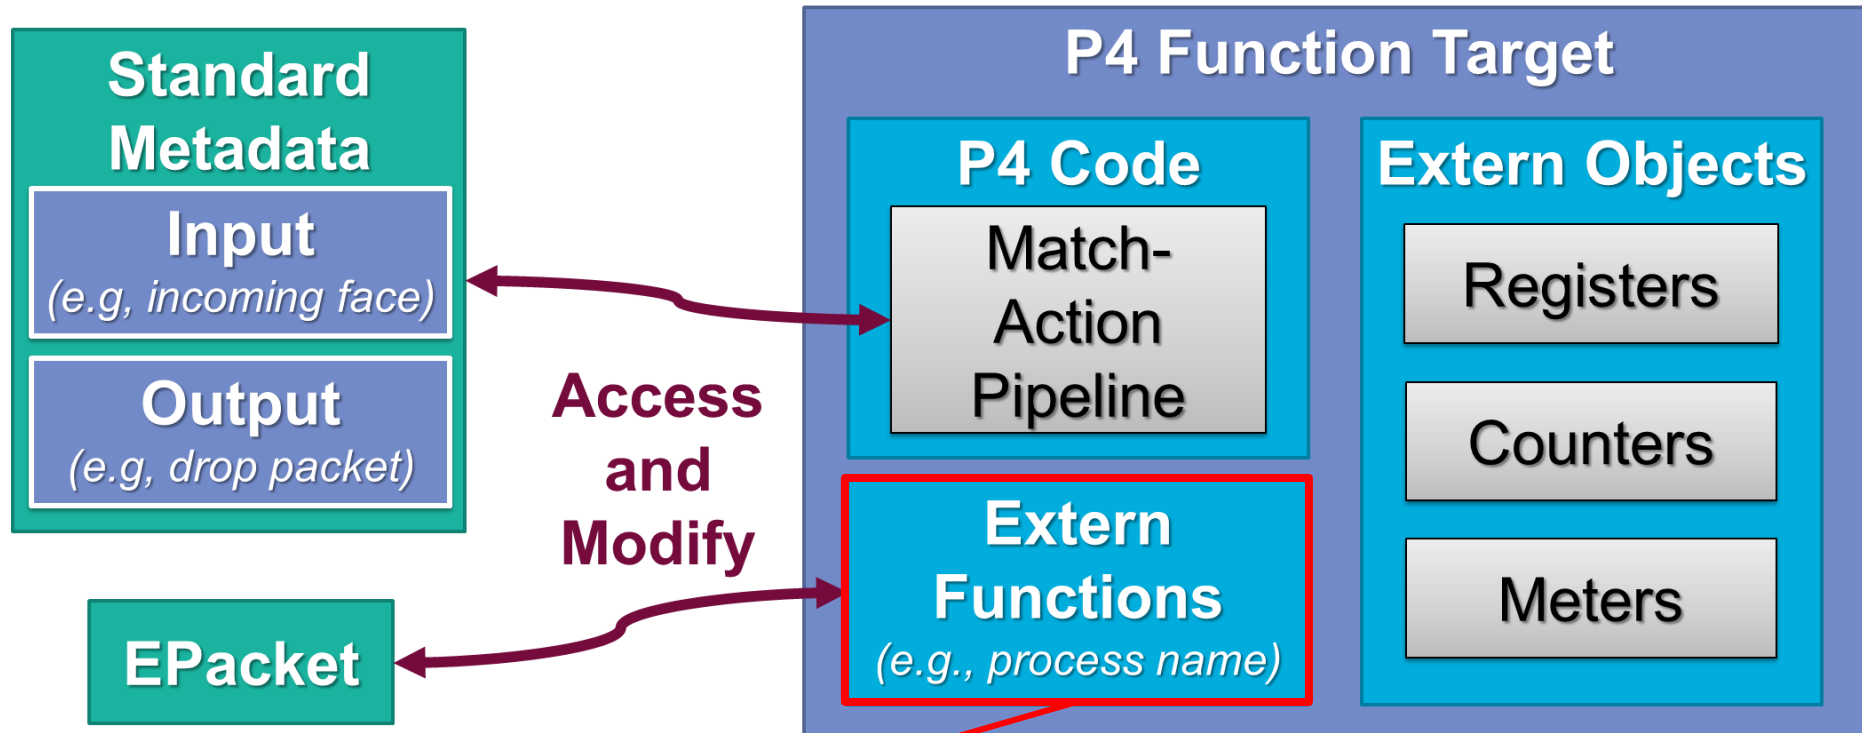 Standard
Metadata
Input
(e.g, incoming face)
Output
(e.g, drop packet)
EPacket
Access
and
Modify
P4 Function Target
P4 Code
Match-
Action
Pipeline
Extern
Functions
(e.g., process name)
Extern Objects
Registers
Counters
Meters